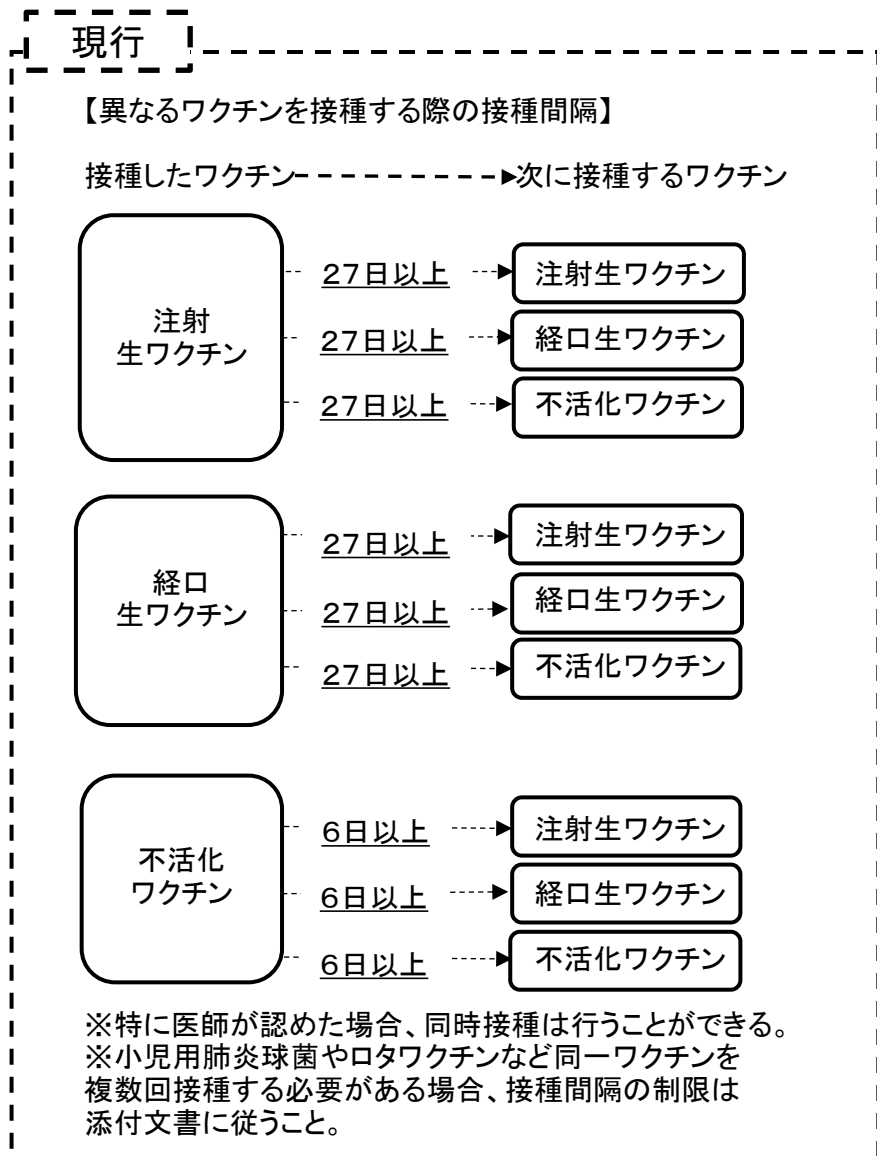 現行
【異なるワクチンを接種する際の接種間隔】
接種したワクチン
次に接種するワクチン
注射
生ワクチン
27日以上
注射生ワクチン
27日以上
経口生ワクチン
27日以上
不活化ワクチン
経口
生ワクチン
27日以上
注射生ワクチン
27日以上
経口生ワクチン
27日以上
不活化ワクチン
不活化
ワクチン
6日以上
注射生ワクチン
6日以上
経口生ワクチン
6日以上
不活化ワクチン
※特に医師が認めた場合、同時接種は行うことができる。
※小児用肺炎球菌やロタワクチンなど同一ワクチンを
複数回接種する必要がある場合、接種間隔の制限は
添付文書に従うこと。